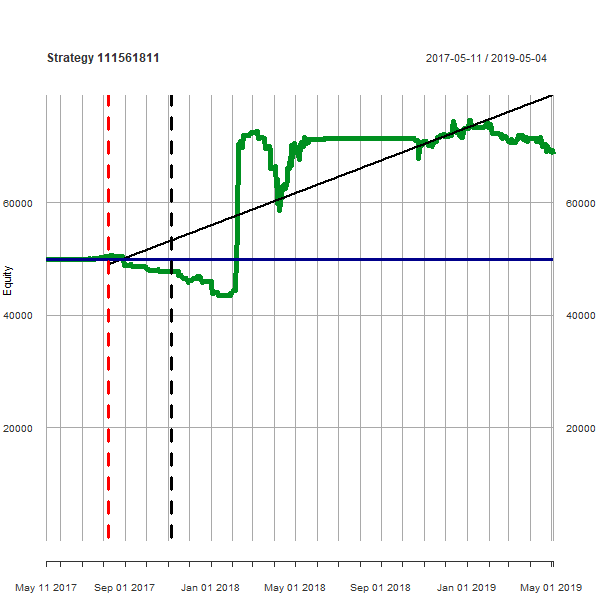 Strategy 111561811 2017-05-11 / 2019-05-04
60000 60000
Equity
40000 40000
20000 20000
May 11 2017 Sep 01 2017 Jan 01 2018 May 01 2018 Sep 01 2018 Jan 01 2019 May 01 2019